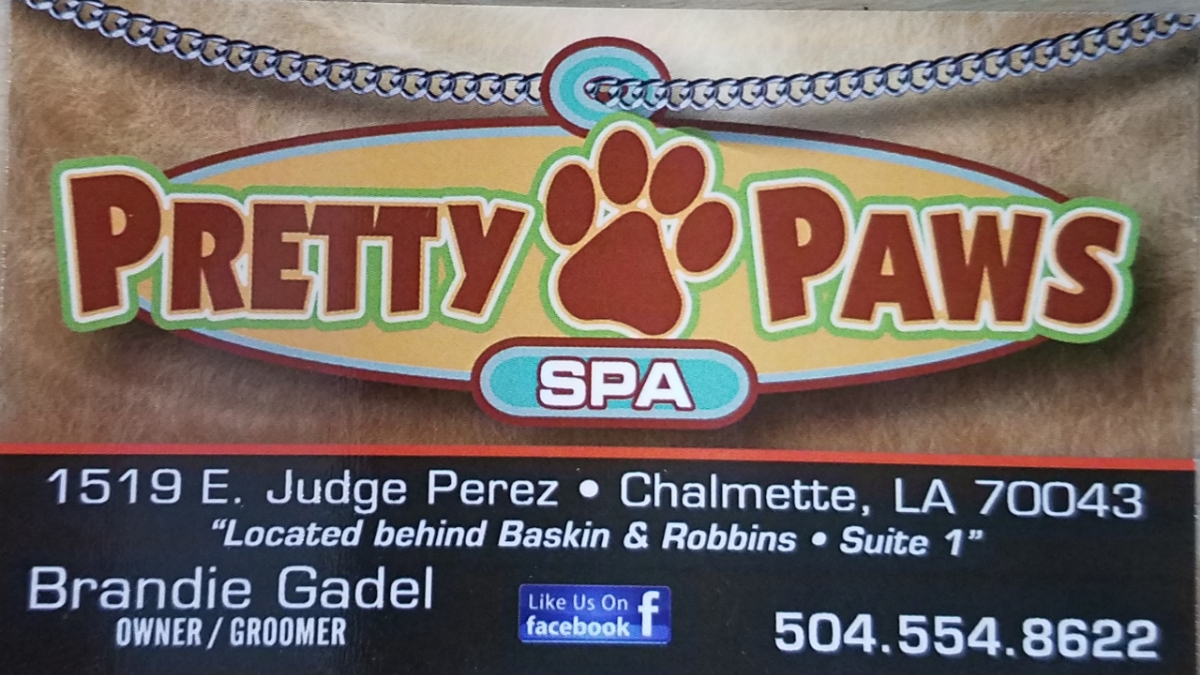 PRETTY PAWS
SPA
1519 E. Judge Perez • Chalmette, LA 70043
"Located behind Baskin & Robbins • Suite 1"
Brandie Gadel
OWNER / GROOMER
Like Us On
facebook f
504.554.8622